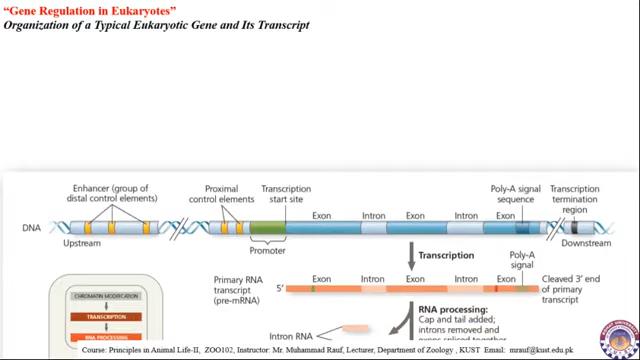 “Gene Regulation in Eukaryotes”
Organization of a Typical Eukaryotic Gene and Its Transcript
Enhancer (group of
distal control elements)
Proximal
control elements
Transcription
start site
Poly-A signal
sequence
Transcription
termination
region
Exon
Intron
Exon
Intron
Exon
DNA
Upstream
Promoter
Downstream
Transcription
Poly-A
signal
Primary RNA
transcript
(pre-mRNA)
5′
Exon
Intron
Exon
Intron
Exon
Cleaved 3′ end
of primary
transcript
RNA processing:
Cap and tail added;
introns removed and
exons spliced together
Intron RNA
CHROMATIN MODIFICATION
TRANSCRIPTION
RNA PROCESSING
Course: Principles in Animal Life-II, ZOO102, Instructor: Mr. Muhammad Rauf, Lecturer, Department of Zoology , KUST Email: mrauf@kust.edu.pk